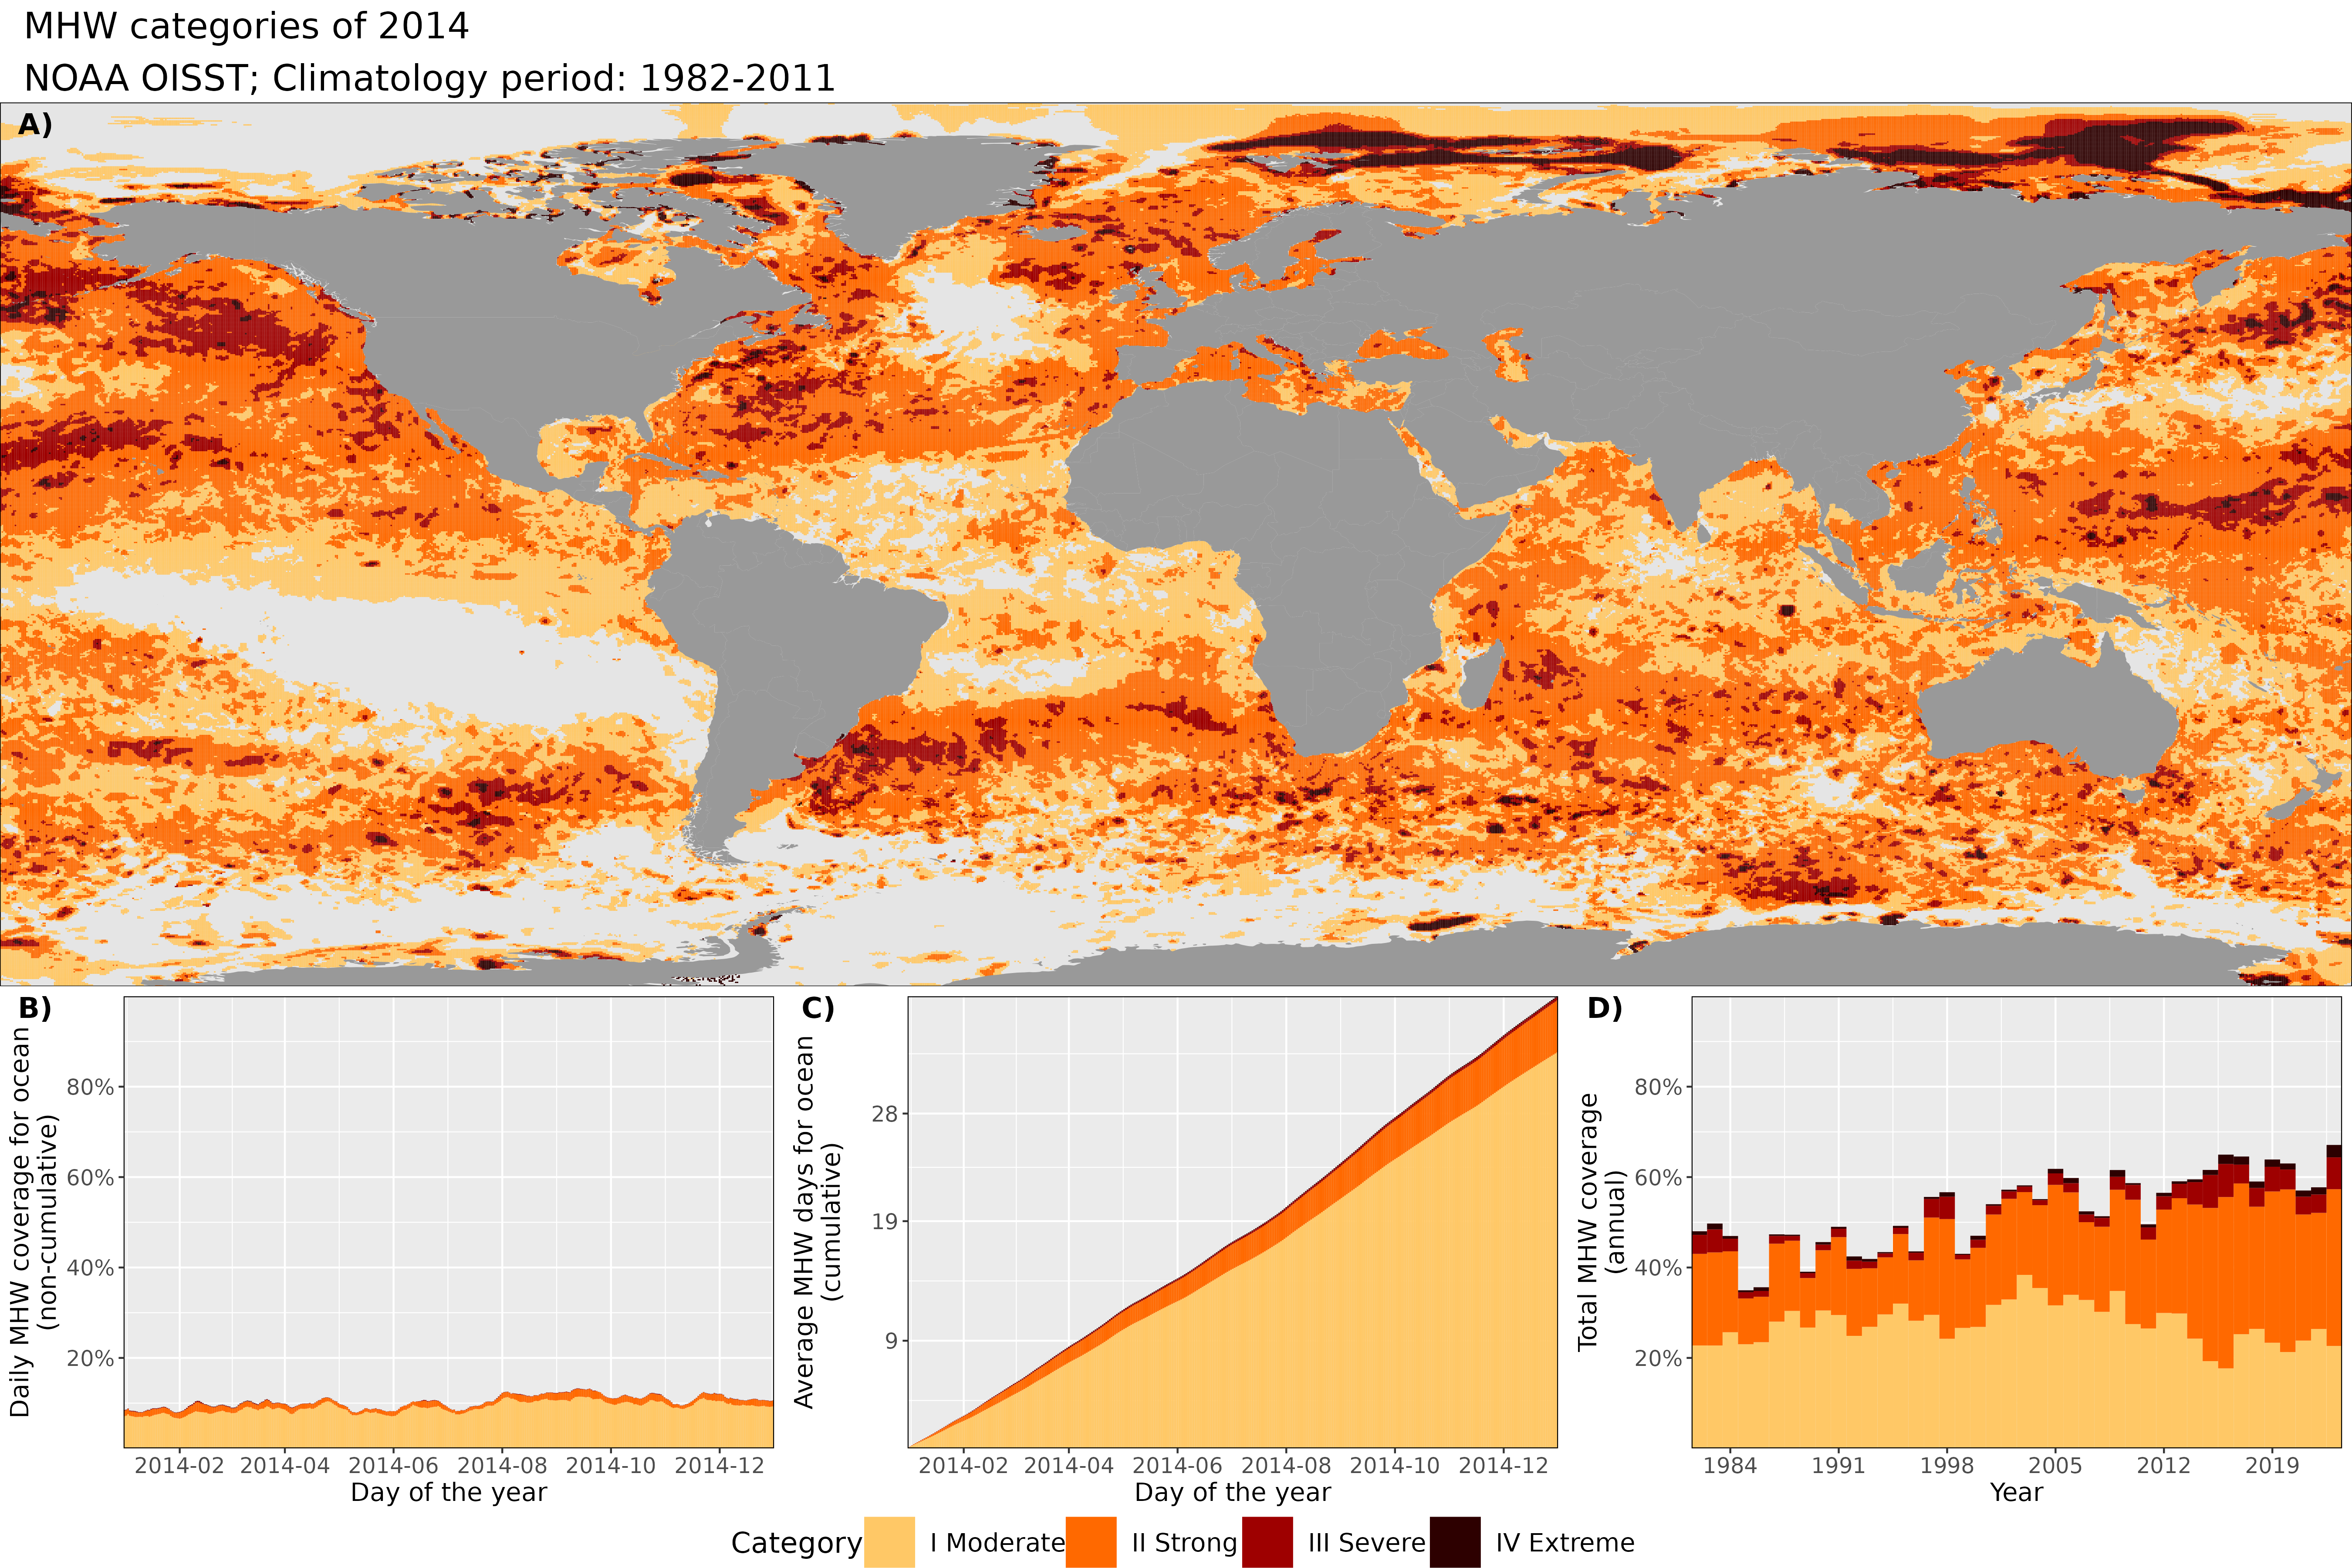 MHW categories of 2014
NOAA OISST; Climatology period: 1982-2011
A)
B)
Daily MHW coverage for ocean
(non-cumulative)
80%
60%
40%
20%
2014-02 2014-04 2014-06 2014-08 2014-10 2014-12
Day of the year
C)
Average MHW days for ocean
(cumulative)
28
19
9
2014-02 2014-04 2014-06 2014-08 2014-10 2014-12
Day of the year
D)
Total MHW coverage
(annual)
80%
60%
40%
20%
1984 1991 1998 2005 2012 2019
Year
Category I Moderate II Strong III Severe IV Extreme